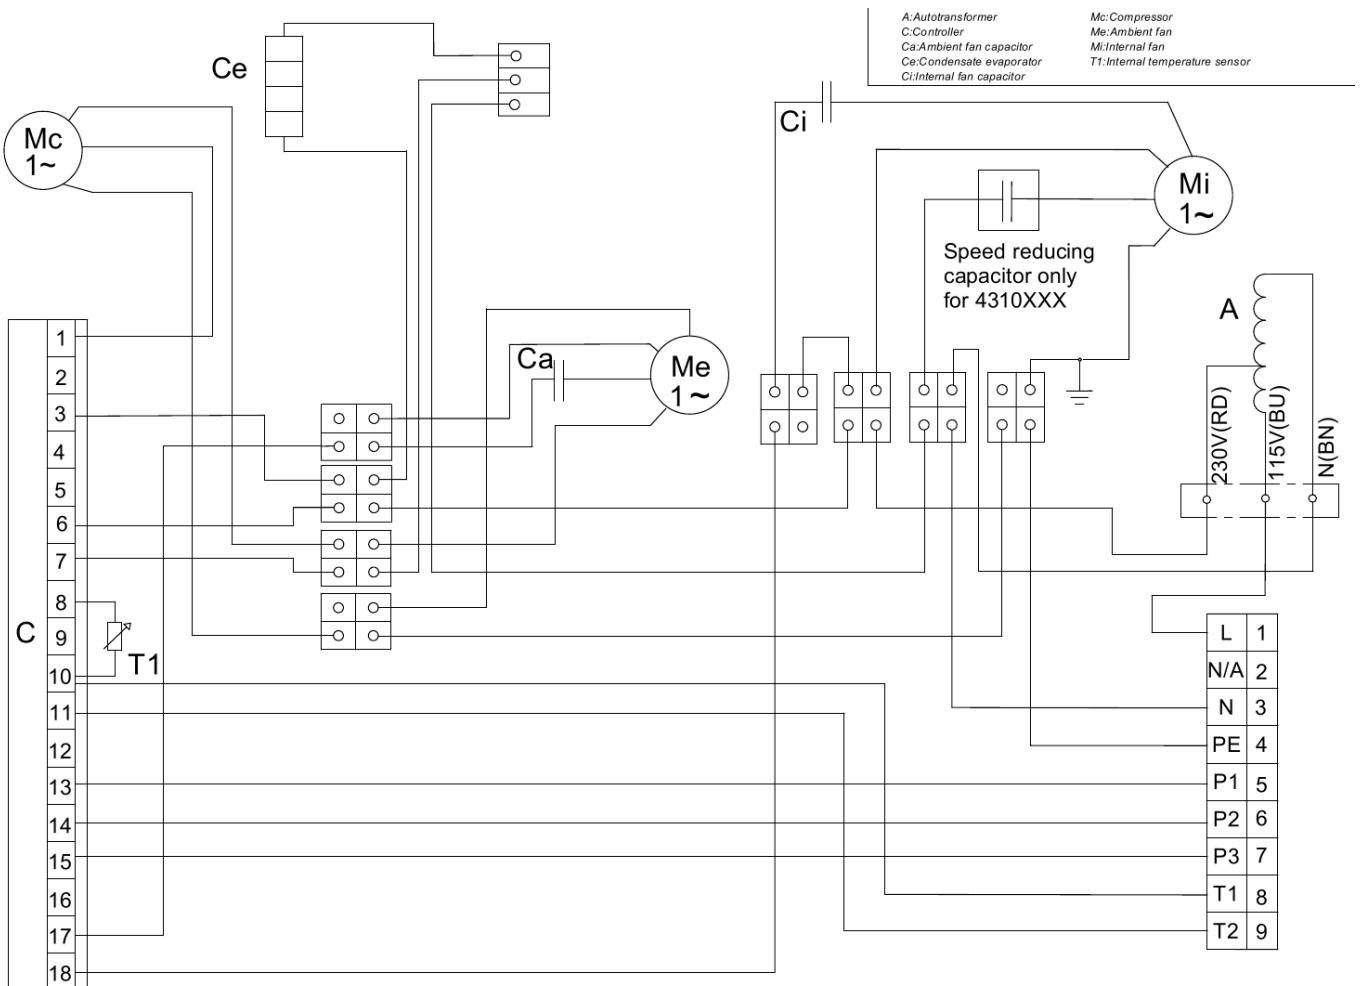 A:Autotransformer
C:Controller
Ca:Ambient fan capacitor
Ce:Condensate evaporator
Ci:Internal fan capacitor
Mc:Compressor
Me:Ambient fan
Mi:Internal fan
T1:Internal temperature sensor
Ce
Mc
1~
Ci
Mi
1~
Speed reducing
capacitor only
for 4310XXX
A
Ca
Me
1~
230V(RD)
115V(BU)
N(BN)
C
1
2
3
4
5
6
7
8
9
10
11
12
13
14
15
16
17
18
T1
L 1
N/A 2
N 3
PE 4
P1 5
P2 6
P3 7
T1 8
T2 9